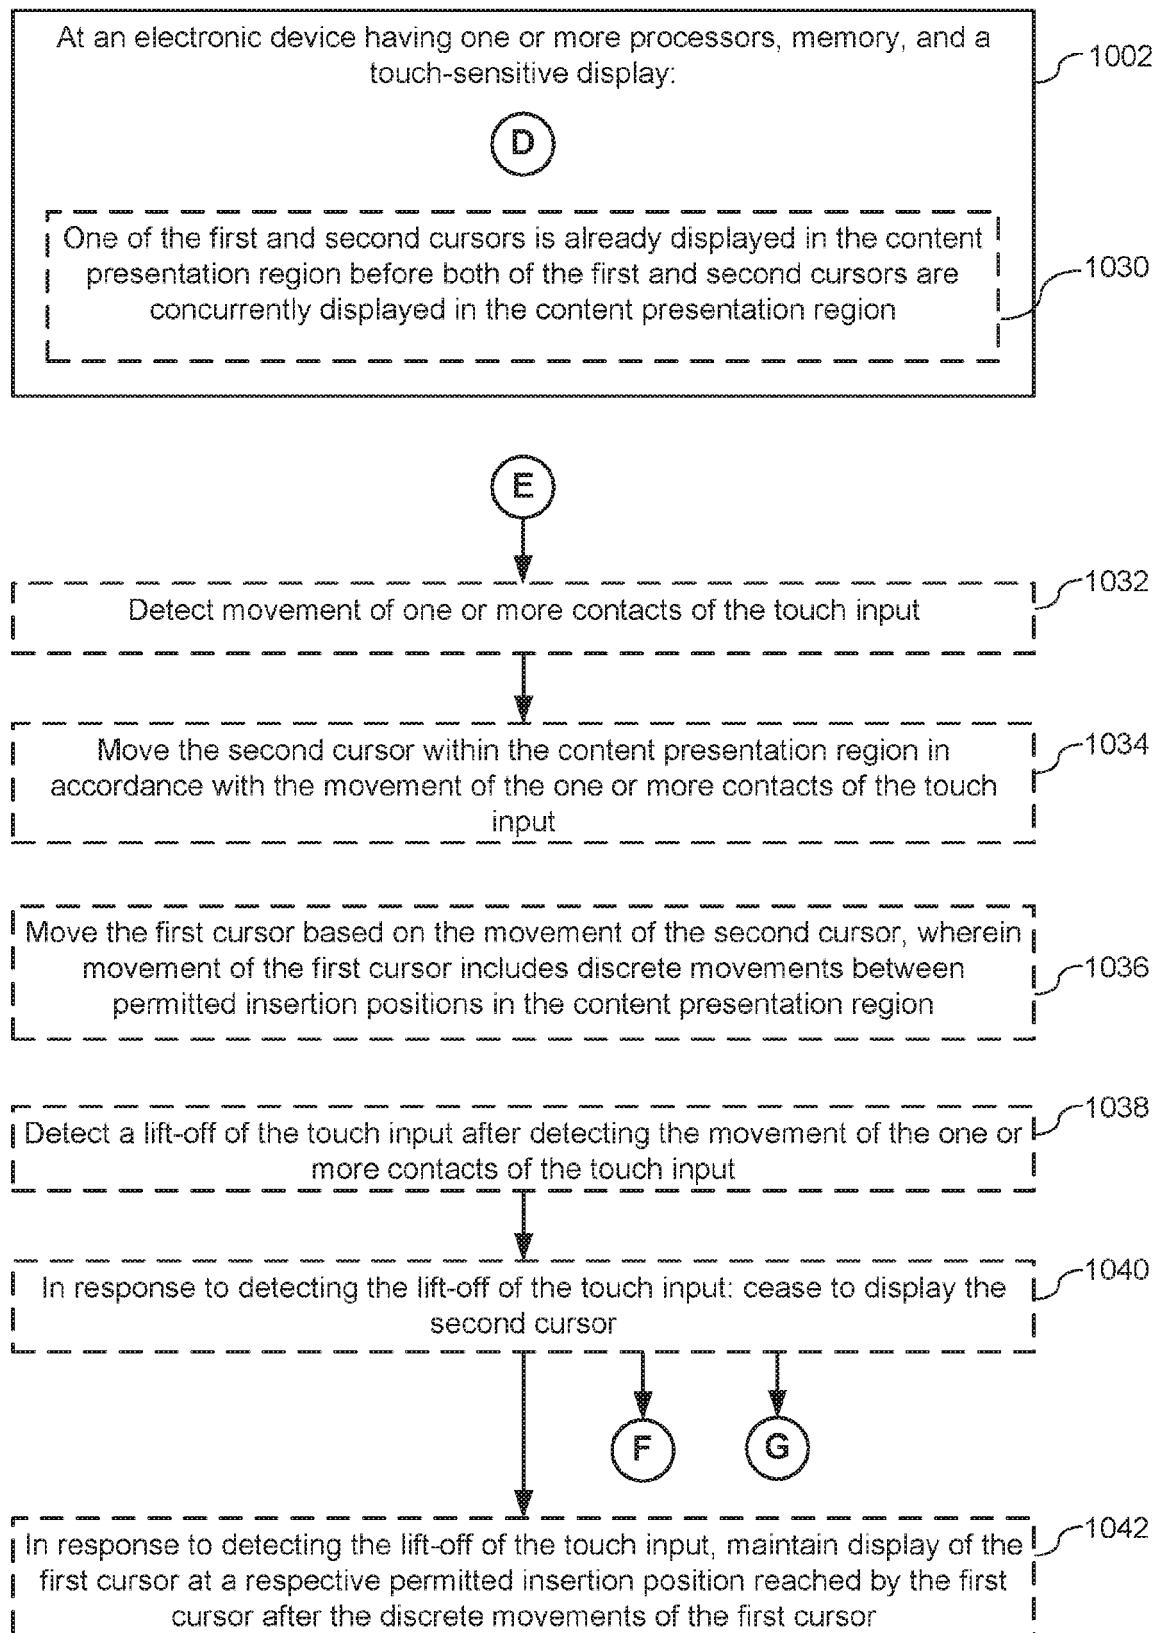 At an electronic device having one or more processors, memory, and a
touch-sensitive display:
1002
D
One of the first and second cursors is already displayed in the content
presentation region before both of the first and second cursors are
concurrently displayed in the content presentation region
1030
E
Detect movement of one or more contacts of the touch input
1032
Move the second cursor within the content presentation region in
accordance with the movement of the one or more contacts of the touch
input
1034
Move the first cursor based on the movement of the second cursor, wherein
movement of the first cursor includes discrete movements between
permitted insertion positions in the content presentation region
1036
Detect a lift-off of the touch input after detecting the movement of the one or
more contacts of the touch input
1038
In response to detecting the lift-off of the touch input: cease to display the
second cursor
1040
F
G
In response to detecting the lift-off of the touch input, maintain display of the
first cursor at a respective permitted insertion position reached by the first
cursor after the discrete movements of the first cursor
1042